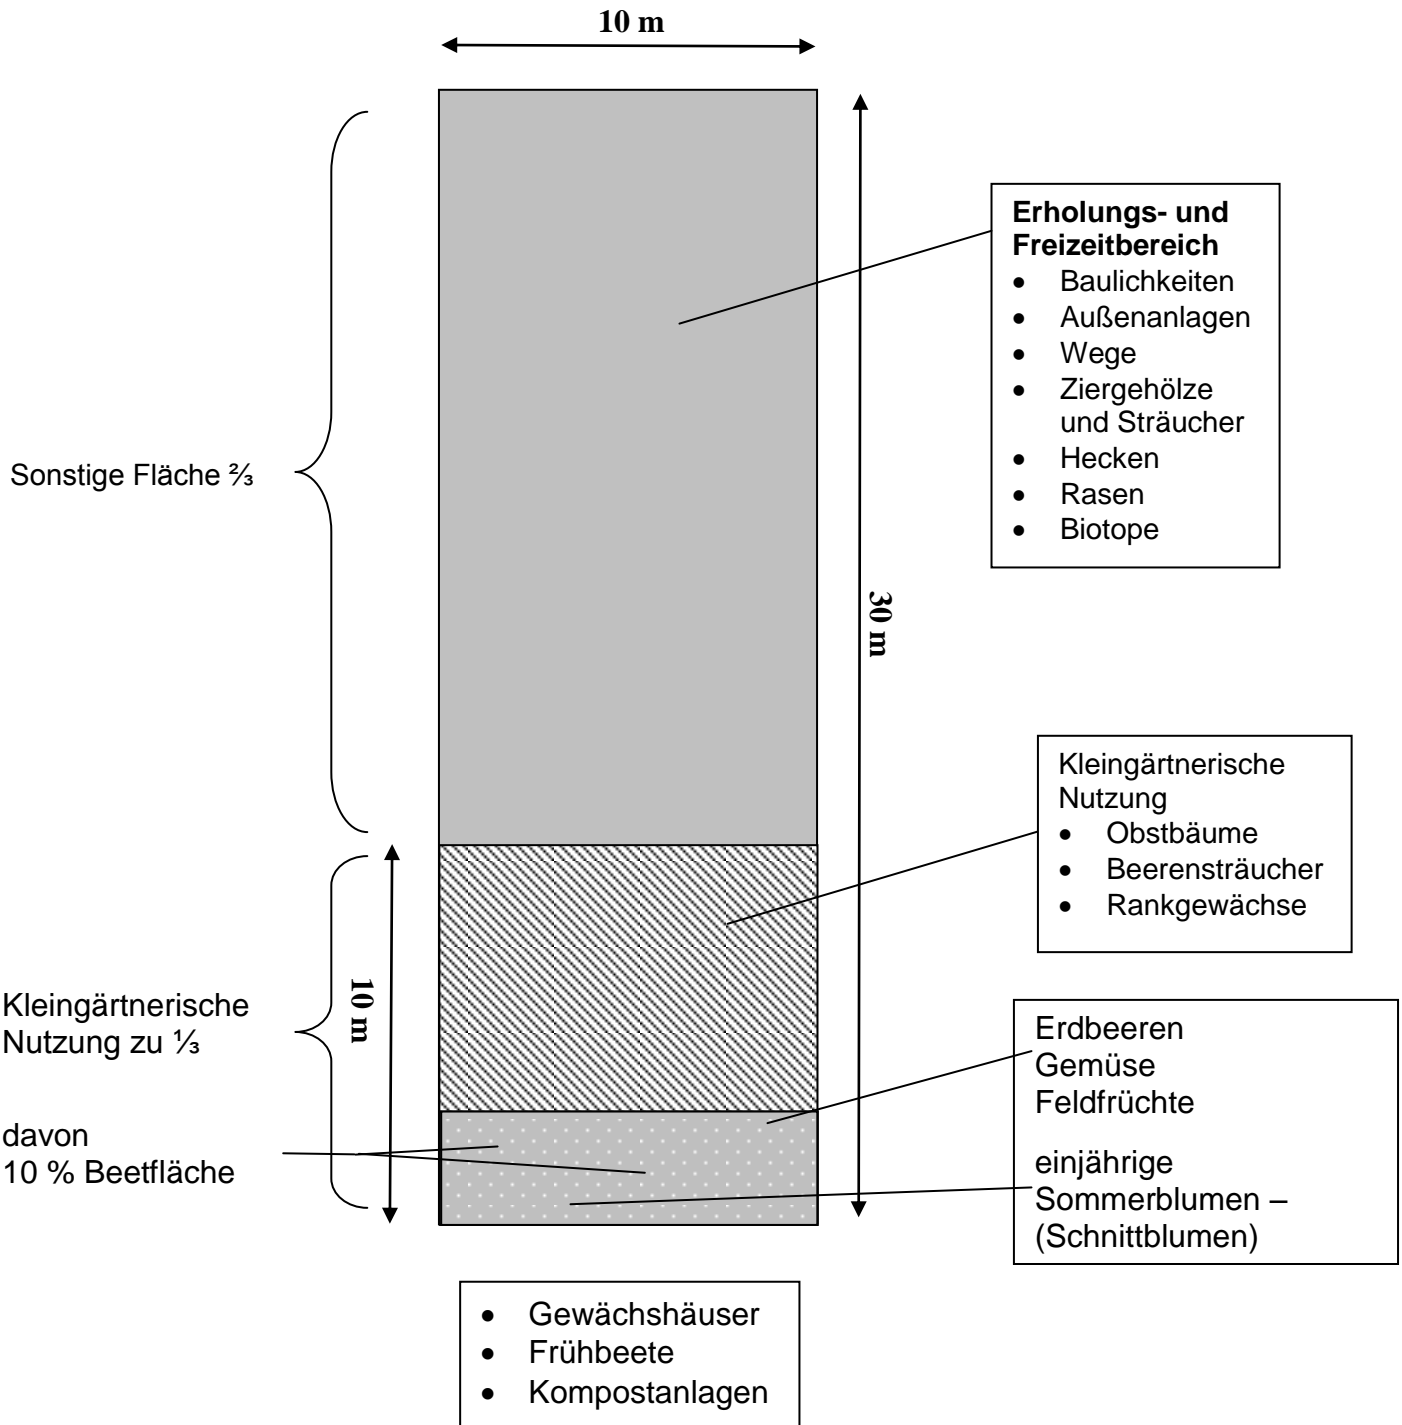 10 m
Erholungs- und
Freizeitbereich
• Baulichkeiten
• Außenanlagen
• Wege
• Ziergehölze
und Sträucher
• Hecken
• Rasen
• Biotope
Sonstige Fläche ⅔
30 m
Kleingärtnerische
Nutzung
• Obstbäume
• Beerensträucher
• Rankgewächse
Kleingärtnerische
Nutzung zu ⅓
10 m
davon
10 % Beetfläche
Erdbeeren
Gemüse
Feldfrüchte
einjährige
Sommerblumen –
(Schnittblumen)
• Gewächshäuser
• Frühbeete
• Kompostanlagen